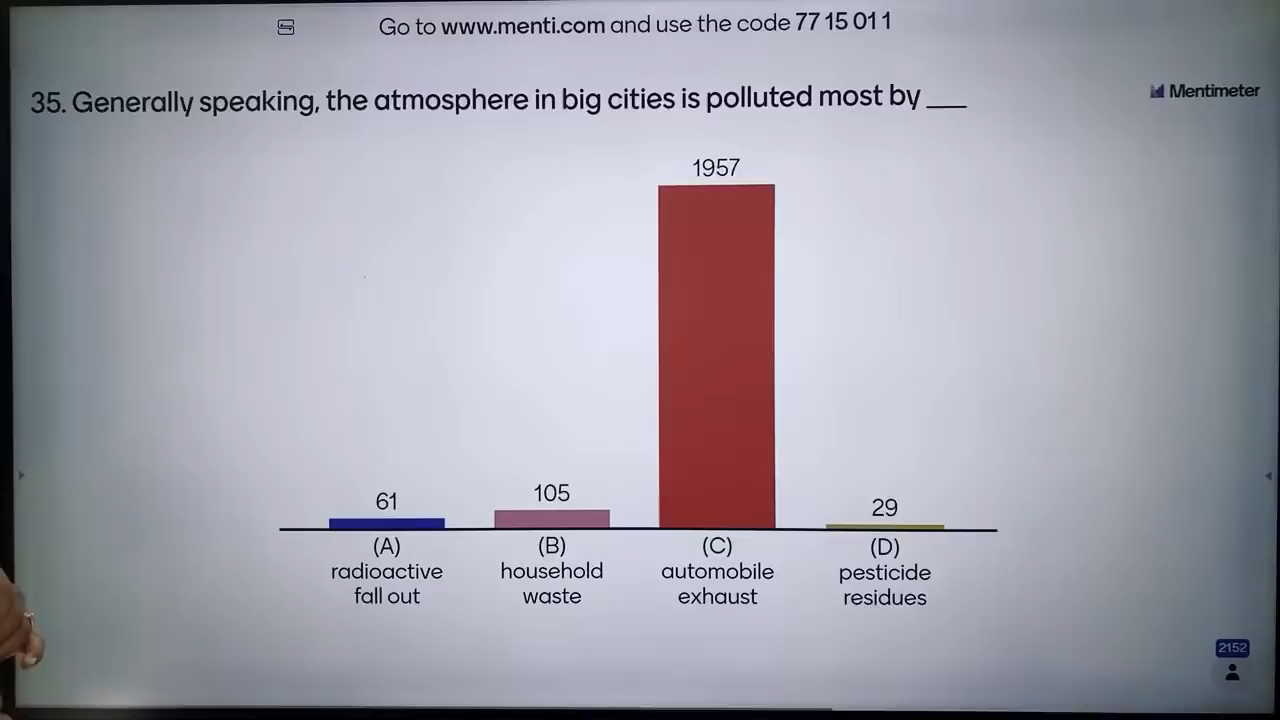 Go to www.menti.com and use the code 77 15 01 1
35. Generally speaking, the atmosphere in big cities is polluted most by ___
Mentimeter
1957
61
105
29
(A)
radioactive
fall out
(B)
household
waste
(C)
automobile
exhaust
(D)
pesticide
residues
2152